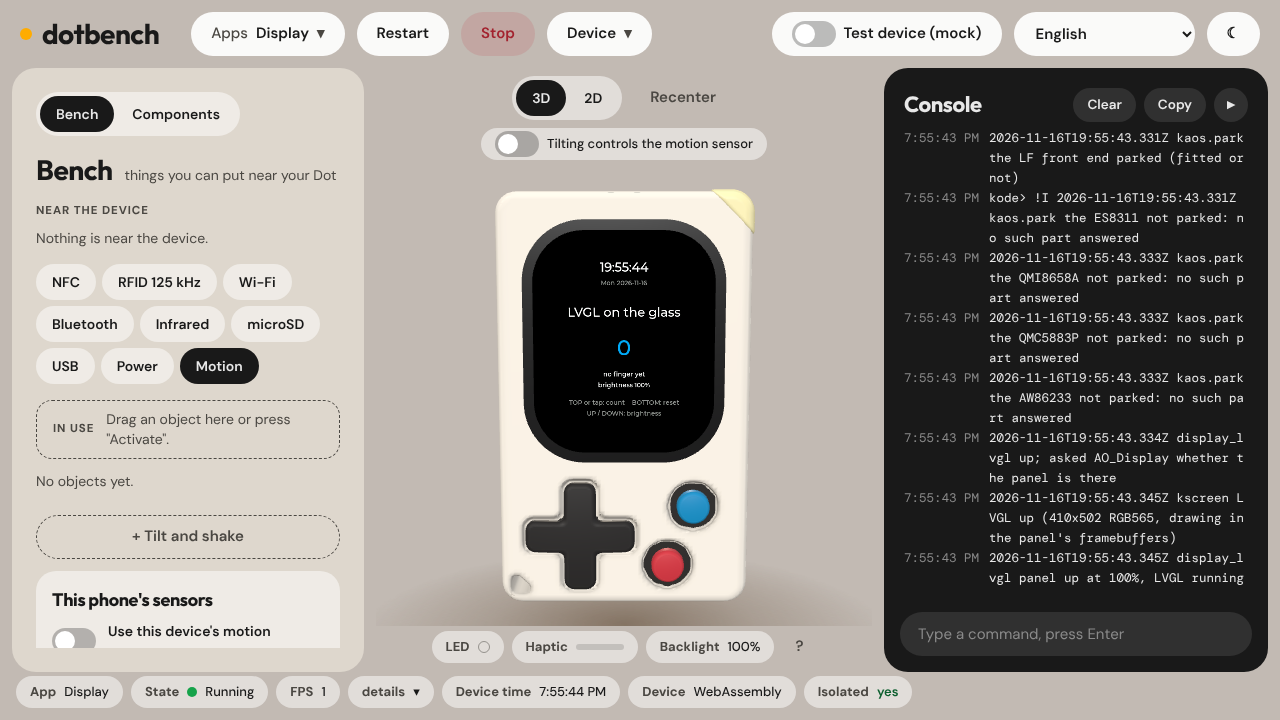 dotbench
Apps Display ▾
Restart
Stop
Device ▾
Test device (mock)
English
Bench
Components
Bench things you can put near your Dot
NEAR THE DEVICE
Nothing is near the device.
NFC
RFID 125 kHz
Wi-Fi
Bluetooth
Infrared
microSD
USB
Power
Motion
IN USE
Drag an object here or press
"Activate".
No objects yet.
+ Tilt and shake
This phone's sensors
Use this device's motion
3D
2D
Recenter
Tilting controls the motion sensor
19:55:44
Mon 2026-11-16
LVGL on the glass
0
no finger yet
brightness 100%
TOP or tap: count BOTTOM: reset
UP / DOWN: brightness
LED
Haptic
Backlight 100%
?
Console
Clear
Copy
7:55:43 PM 2026-11-16T19:55:43.331Z kaos.park
the LF front end parked (fitted or
not)
7:55:43 PM kode> !I 2026-11-16T19:55:43.331Z
kaos.park the ES8311 not parked: n
o such part answered
7:55:43 PM 2026-11-16T19:55:43.333Z kaos.park
the QMI8658A not parked: no such p
art answered
7:55:43 PM 2026-11-16T19:55:43.333Z kaos.park
the QMC5883P not parked: no such p
art answered
7:55:43 PM 2026-11-16T19:55:43.333Z kaos.park
the AW86233 not parked: no such pa
rt answered
7:55:43 PM 2026-11-16T19:55:43.334Z display_l
vgl up; asked AO_Display whether t
he panel is there
7:55:43 PM 2026-11-16T19:55:43.345Z kscreen L
VGL up (410x502 RGB565, drawing in
the panel's framebuffers)
7:55:43 PM 2026-11-16T19:55:43.345Z display_l
vgl panel up at 100%, LVGL running
Type a command, press Enter
App Display
State Running
FPS 1
details ▾
Device time 7:55:44 PM
Device WebAssembly
Isolated yes